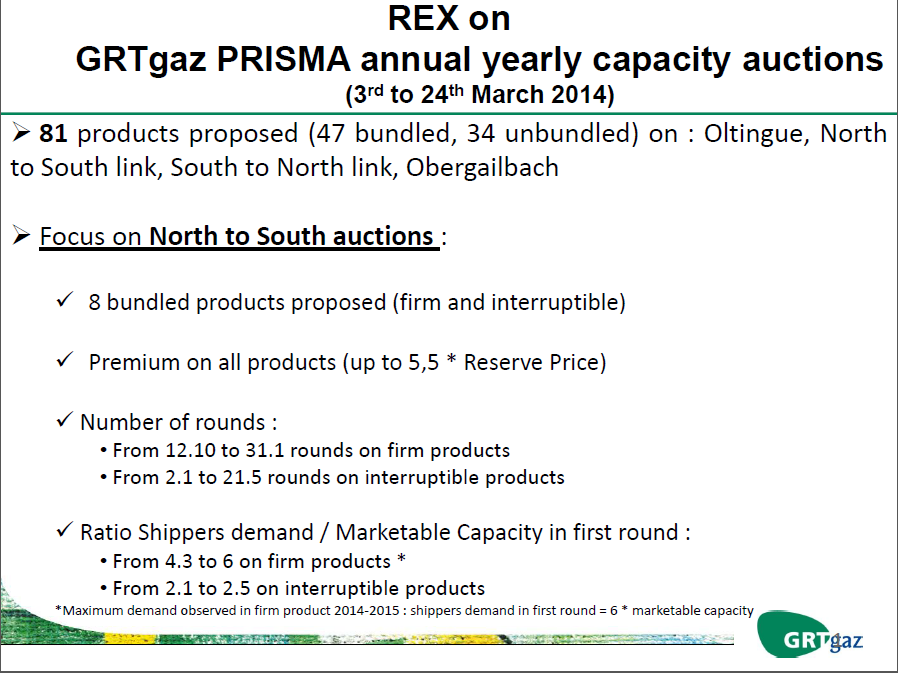 REX on
GRTgaz PRISMA annual yearly capacity auctions
(3rd to 24th March 2014)
➢ 81 products proposed (47 bundled, 34 unbundled) on : Oltingue, North
to South link, South to North link, Obergailbach
➢ Focus on North to South auctions :
✓ 8 bundled products proposed (firm and interruptible)
✓ Premium on all products (up to 5,5 * Reserve Price)
✓ Number of rounds :
• From 12.10 to 31.1 rounds on firm products
• From 2.1 to 21.5 rounds on interruptible products
✓ Ratio Shippers demand / Marketable Capacity in first round :
• From 4.3 to 6 on firm products *
• From 2.1 to 2.5 on interruptible products
*Maximum demand observed in firm product 2014-2015 : shippers demand in first round = 6 * marketable capacity
GRTgaz